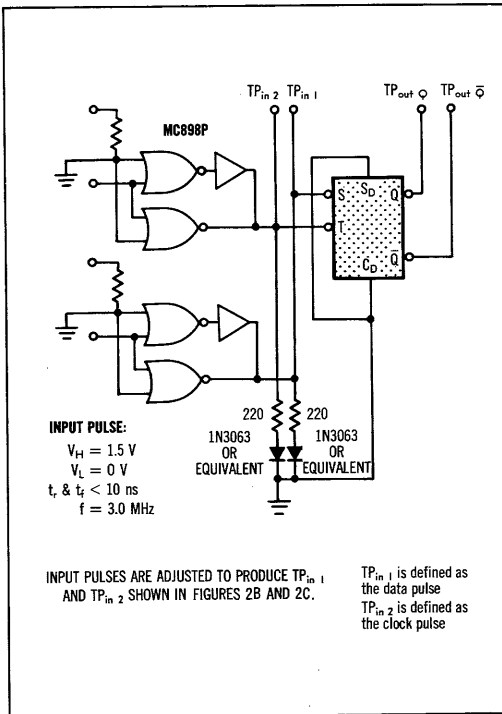 TPin 2 TPin 1
TPout Q TPout Q̅
MC898P
SD
S
Q
T
CD
Q̅
220
220
1N3063
OR
EQUIVALENT
1N3063
OR
EQUIVALENT
INPUT PULSE:
VH = 1.5 V
VL = 0 V
tr & tf < 10 ns
f = 3.0 MHz
INPUT PULSES ARE ADJUSTED TO PRODUCE TPin 1
AND TPin 2 SHOWN IN FIGURES 2B AND 2C.
TPin 1 is defined as
the data pulse
TPin 2 is defined as
the clock pulse